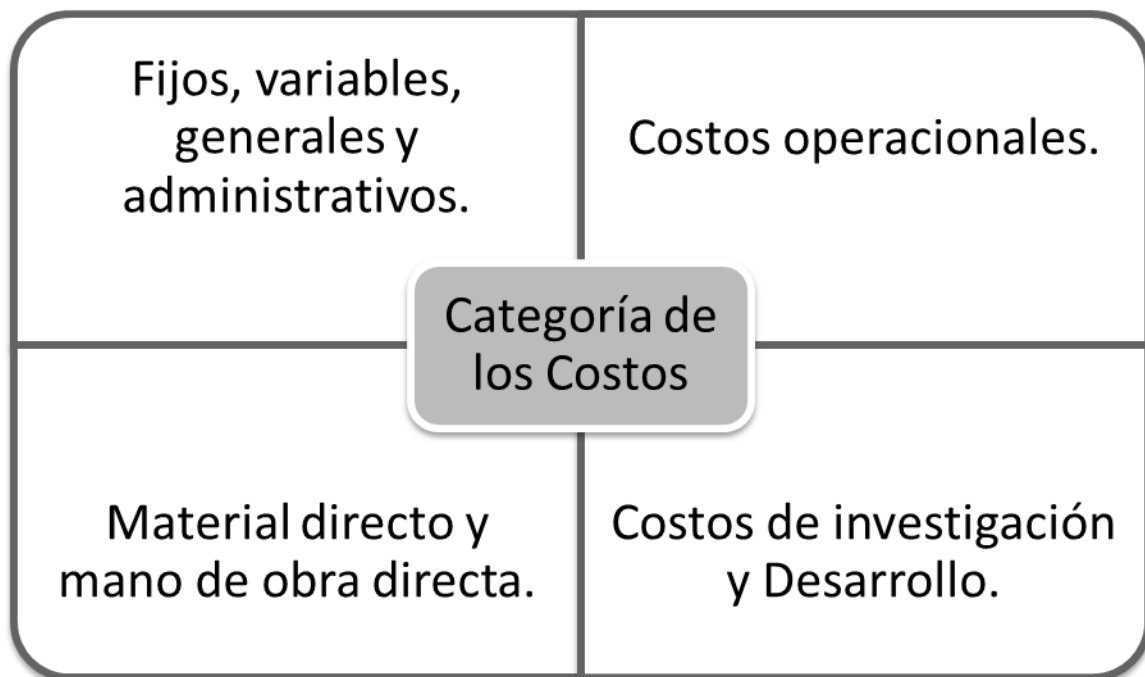 Fijos, variables,
generales y
administrativos.
Costos operacionales.
Categoría de
los Costos
Material directo y
mano de obra directa.
Costos de investigación
y Desarrollo.